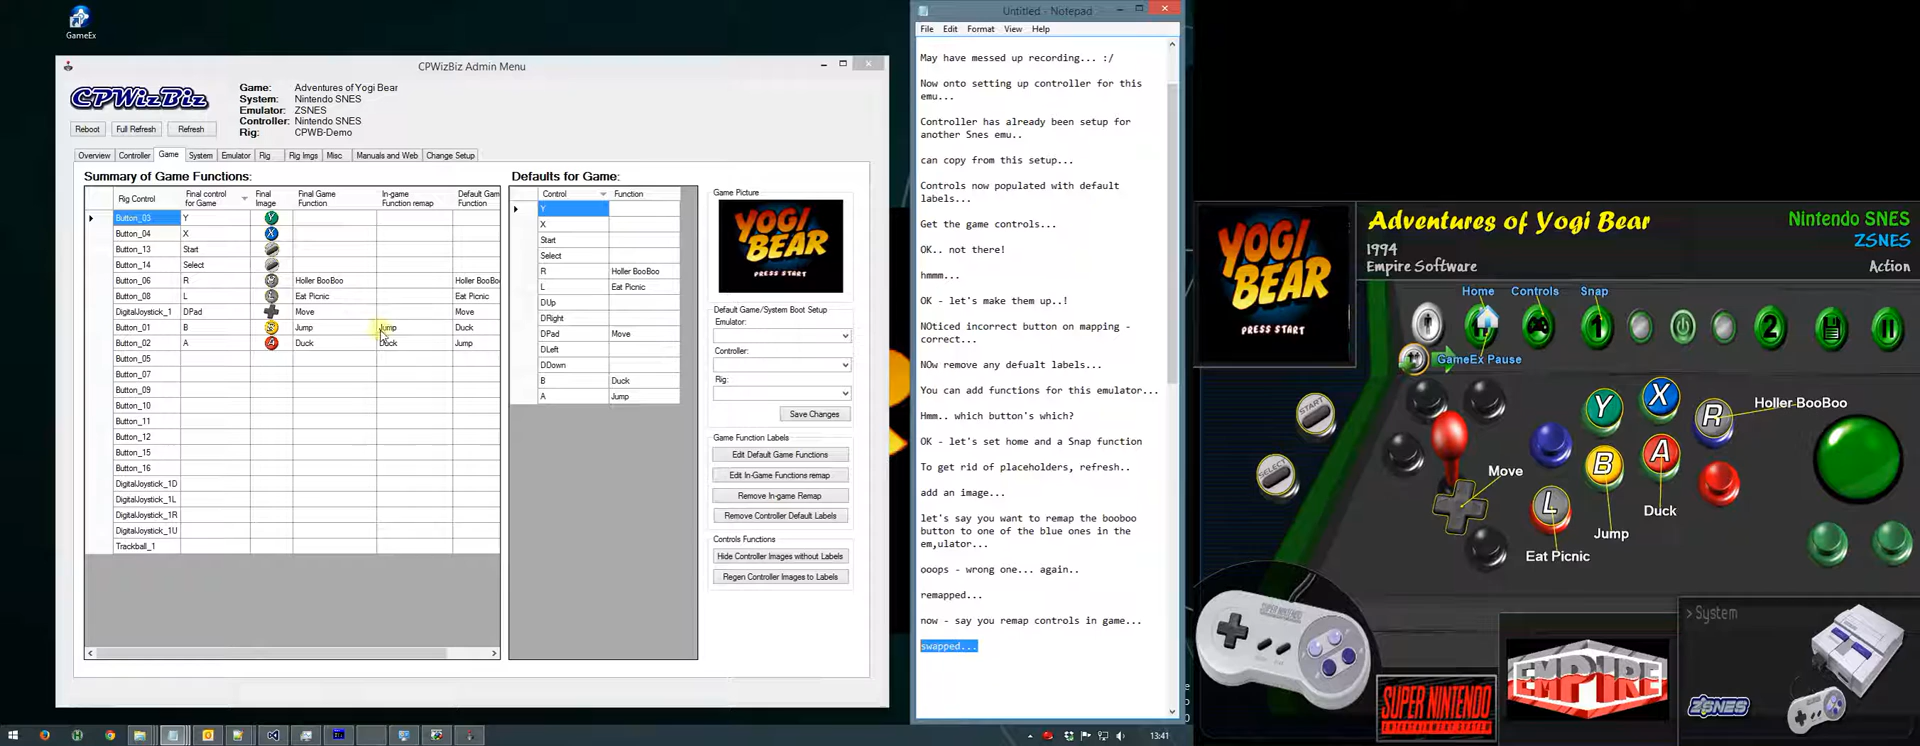 GameEx
CPWizBiz Admin Menu
CPWizBiz
Game: Adventures of Yogi Bear
System: Nintendo SNES
Emulator: ZSNES
Controller: Nintendo SNES
Rig: CPWB-Demo
Reboot Full Refresh Refresh
Overview Controller Game System Emulator Rig Rig Imgs Misc Manuals and Web Change Setup
Summary of Game Functions:
Rig Control Final control for Game Final Image Final Game Function In-game Function remap Default Gam Function
Button_03 Y Y
Button_04 X X
Button_13 Start
Button_14 Select
Button_06 R Holler BooBoo Holler BooBo
Button_08 L Eat Picnic Eat Picnic
DigitalJoystick_1 DPad Move Move
Button_01 B Jump Jump Duck
Button_02 A A Duck Duck Jump
Button_05
Button_07
Button_09
Button_10
Button_11
Button_12
Button_15
Button_16
DigitalJoystick_1D
DigitalJoystick_1L
DigitalJoystick_1R
DigitalJoystick_1U
Trackball_1
Defaults for Game:
Control Function
Y
X
Start
Select
R Holler BooBoo
L Eat Picnic
DUp
DRight
DPad Move
DLeft
DDown
B Duck
A Jump
Game Picture
YOGI
BEAR
PRESS START
Default Game/System Boot Setup
Emulator:
Controller:
Rig:
Save Changes
Game Function Labels
Edit Default Game Functions
Edit In-Game Functions remap
Remove In-game Remap
Remove Controller Default Labels
Controls Functions
Hide Controller Images without Labels
Regen Controller Images to Labels
Untitled - Notepad
File Edit Format View Help
May have messed up recording... :/
Now onto setting up controller for this
emu...
Controller has already been setup for
another Snes emu..
can copy from this setup...
Controls now populated with default
labels...
Get the game controls...
OK.. not there!
hmmm...
OK - let's make them up..!
NOticed incorrect button on mapping -
correct...
NOw remove any defualt labels...
You can add functions for this emulator...
Hmm.. which button's which?
OK - let's set home and a Snap function
To get rid of placeholders, refresh..
add an image...
let's say you want to remap the booboo
button to one of the blue ones in the
em,ulator...
ooops - wrong one... again..
remapped...
now - say you remap controls in game...
swapped...
13:41
YOGI
BEAR
PRESS START
Adventures of Yogi Bear
1994
Empire Software
Nintendo SNES
ZSNES
Action
Home Controls Snap
1 2
GameEx Pause
START
SELECT
Y X R Holler BooBoo
B A
Move
L
Duck
Jump
Eat Picnic
SUPER NINTENDO
ENTERTAINMENT SYSTEM
EMPIRE
> System
ZSNES